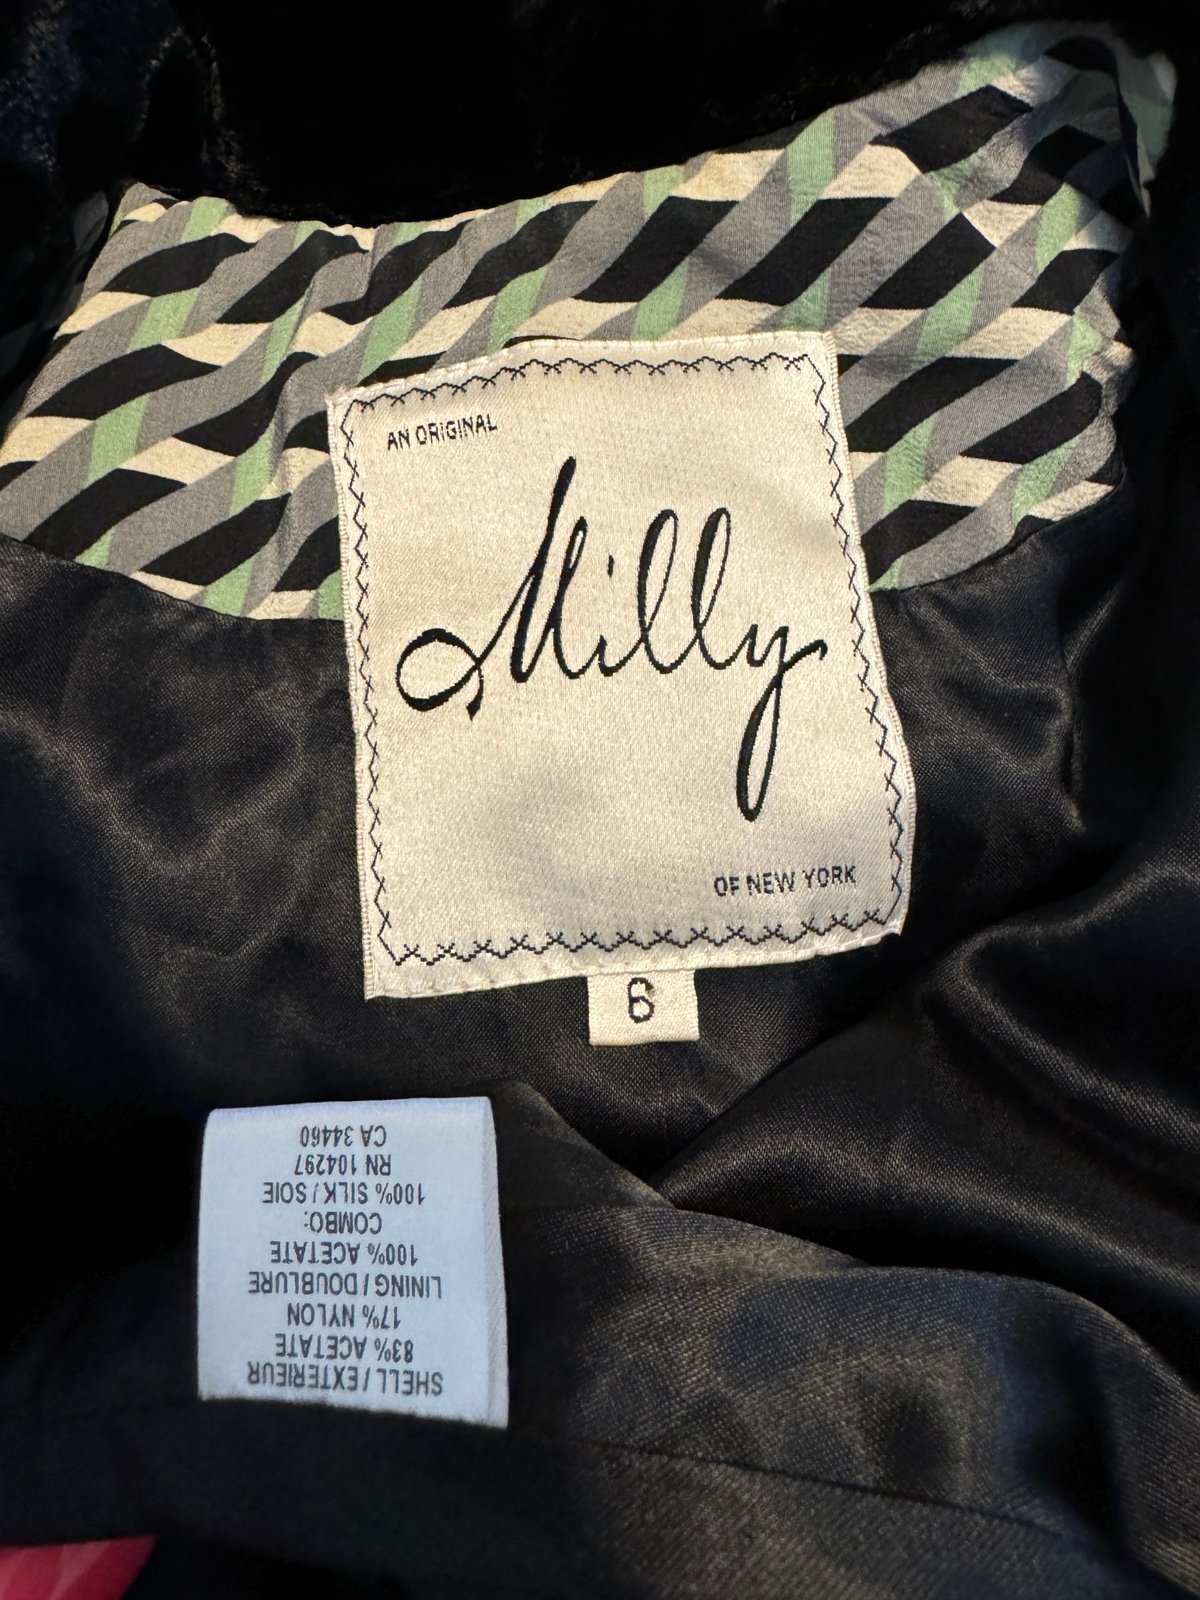 AN ORIGINAL
Milly
OF NEW YORK
6
SHELL / EXTERIEUR
83% ACETATE
17% NYLON
LINING / DOUBLURE
100% ACETATE
COMBO:
100% SILK / SOIE
RN 104297
CA 34460